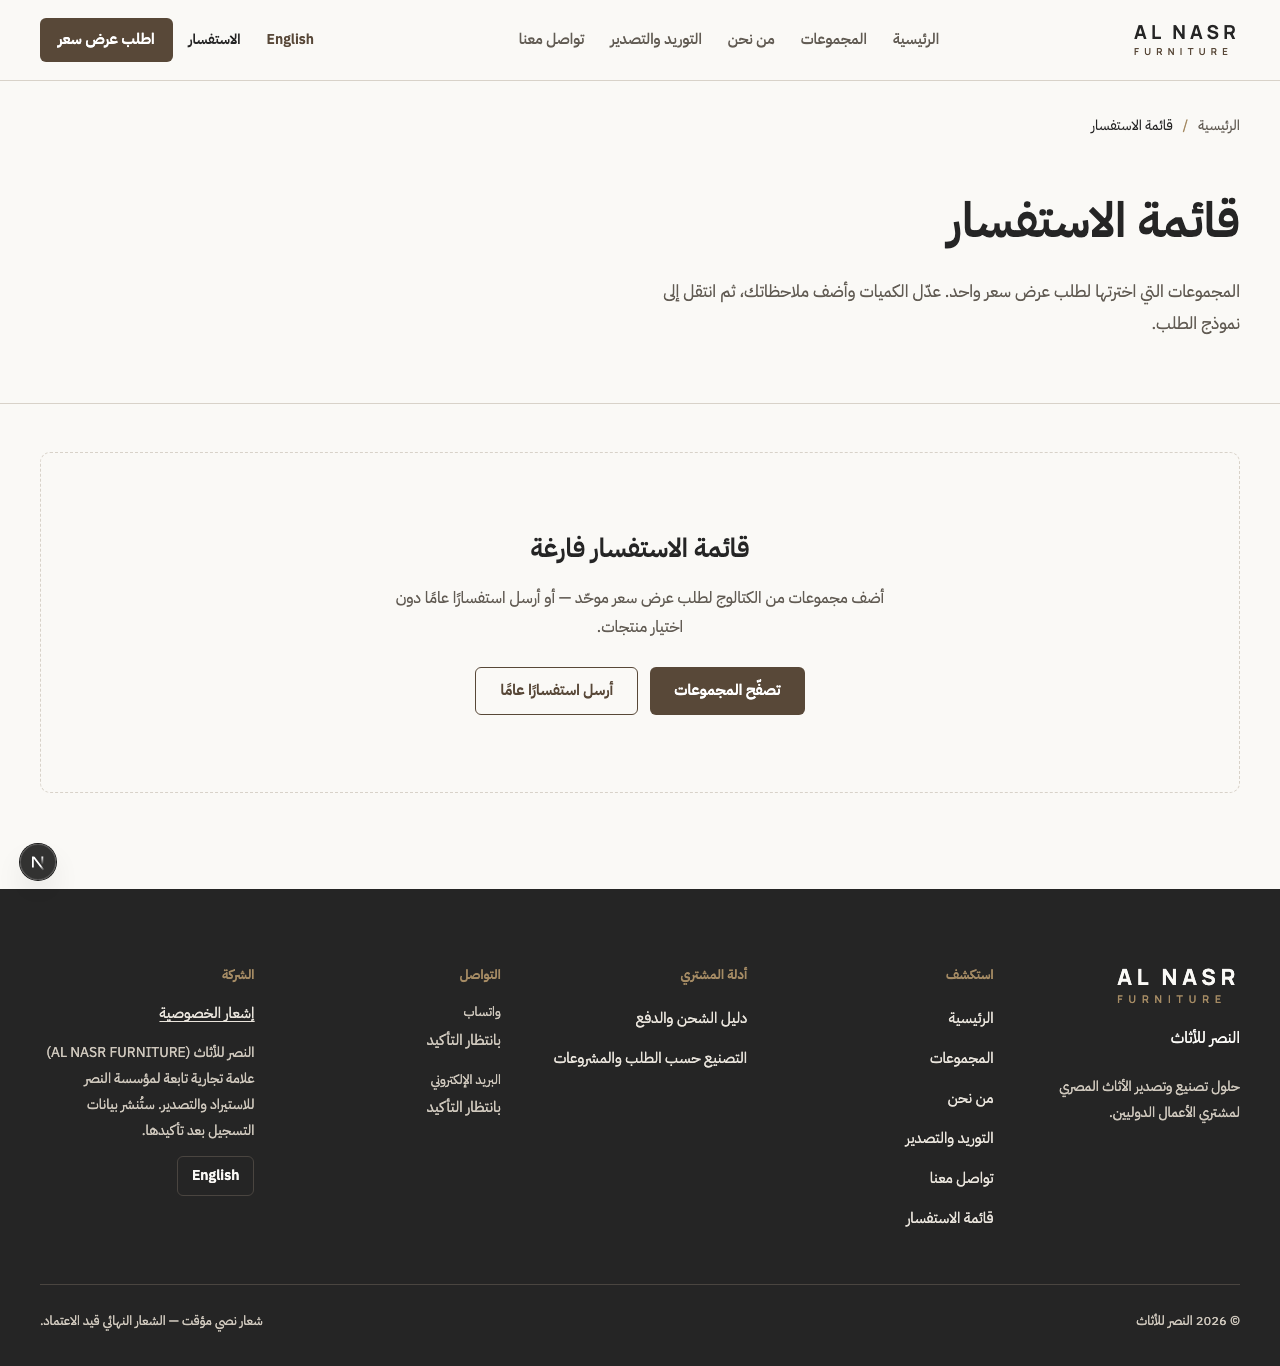 AL NASR
FURNITURE
الرئيسية
المجموعات
من نحن
التوريد والتصدير
تواصل معنا
English
الاستفسار
اطلب عرض سعر
الرئيسية / قائمة الاستفسار
قائمة الاستفسار
المجموعات التي اخترتها لطلب عرض سعر واحد. عدّل الكميات وأضف ملاحظاتك، ثم انتقل إلى
نموذج الطلب.
قائمة الاستفسار فارغة
أضف مجموعات من الكتالوج لطلب عرض سعر موحّد — أو أرسل استفسارًا عامًا دون
اختيار منتجات.
تصفّح المجموعات
أرسل استفسارًا عامًا
N
AL NASR
FURNITURE
النصر للأثاث
حلول تصنيع وتصدير الأثاث المصري
لمشتري الأعمال الدوليين.
استكشف
الرئيسية
المجموعات
من نحن
التوريد والتصدير
تواصل معنا
قائمة الاستفسار
أدلة المشتري
دليل الشحن والدفع
التصنيع حسب الطلب والمشروعات
التواصل
واتساب
بانتظار التأكيد
البريد الإلكتروني
بانتظار التأكيد
الشركة
إشعار الخصوصية
النصر للأثاث (AL NASR FURNITURE)
علامة تجارية تابعة لمؤسسة النصر
للاستيراد والتصدير. ستُنشر بيانات
التسجيل بعد تأكيدها.
English
© 2026 النصر للأثاث
شعار نصي مؤقت — الشعار النهائي قيد الاعتماد.